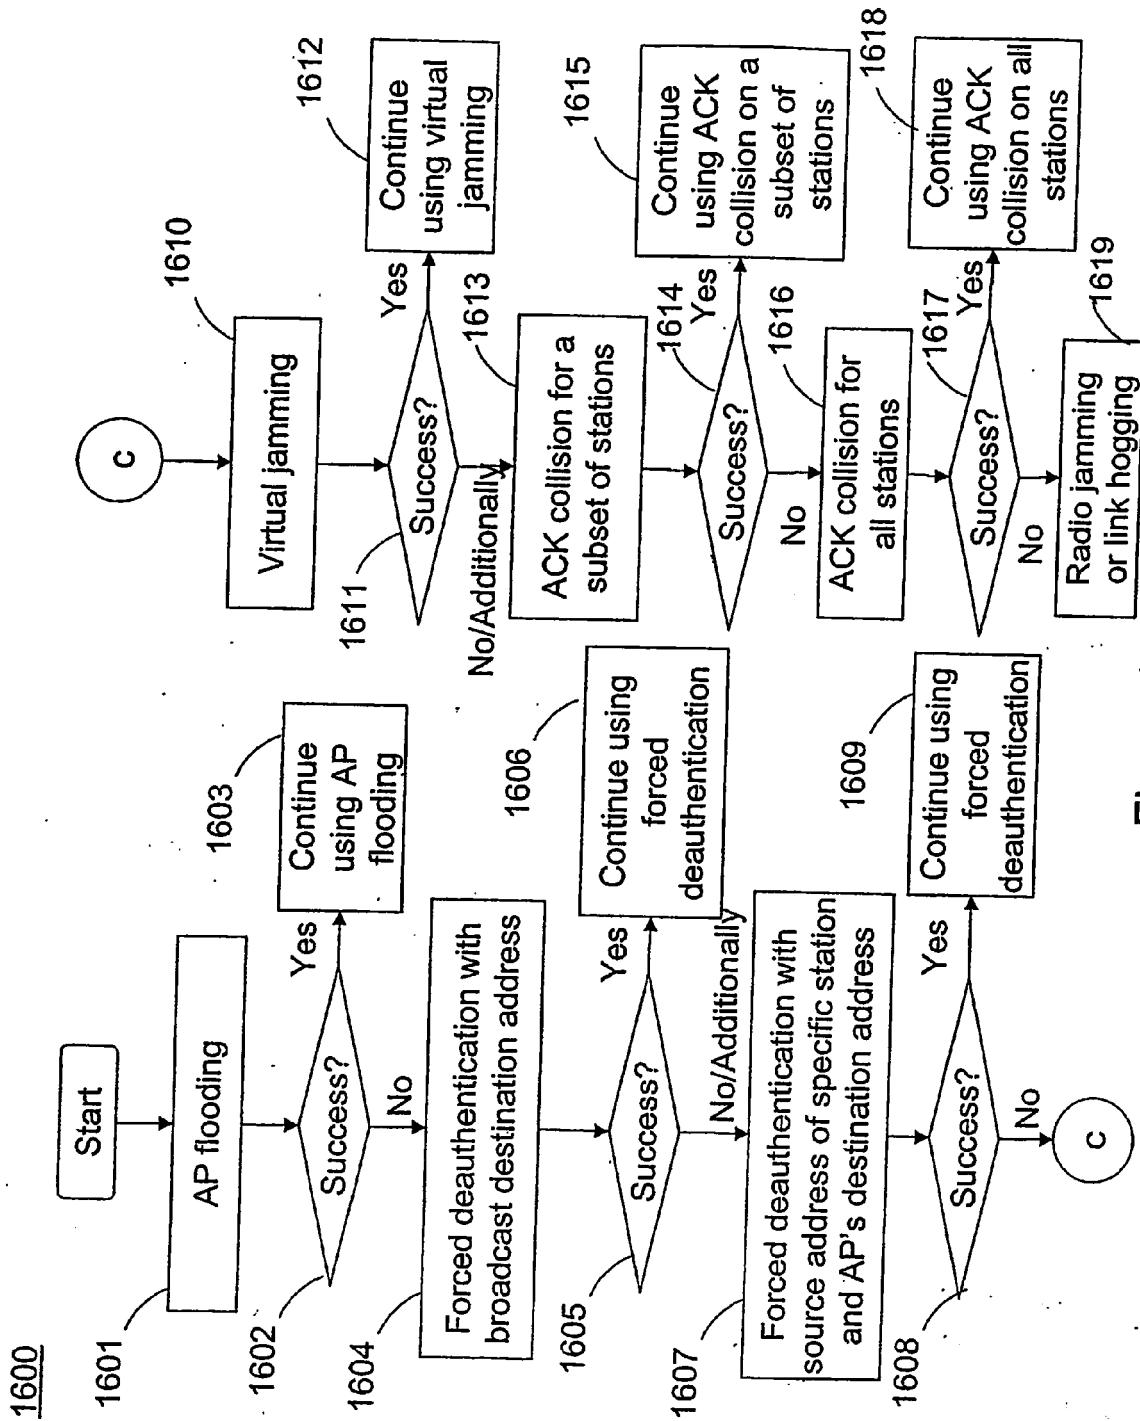 1600
Start
1601
AP flooding
1602
Success?
Yes
1603
Continue
using AP
flooding
No
1604
Forced deauthentication with
broadcast destination address
1605
Success?
Yes
1606
Continue using
forced
deauthentication
No/Additionally
1607
Forced deauthentication with
source address of specific station
and AP's destination address
1608
Success?
Yes
1609
Continue using
forced
deauthentication
No
C
C
1610
Virtual jamming
1611
Success?
Yes
1612
Continue
using virtual
jamming
No/Additionally
1613
ACK collision for a
subset of stations
1614
Success?
Yes
1615
Continue
using ACK
collision on a
subset of
stations
No
1616
ACK collision for
all stations
1617
Success?
Yes
1618
Continue
using ACK
collision on all
stations
No
1619
Radio jamming
or link hogging